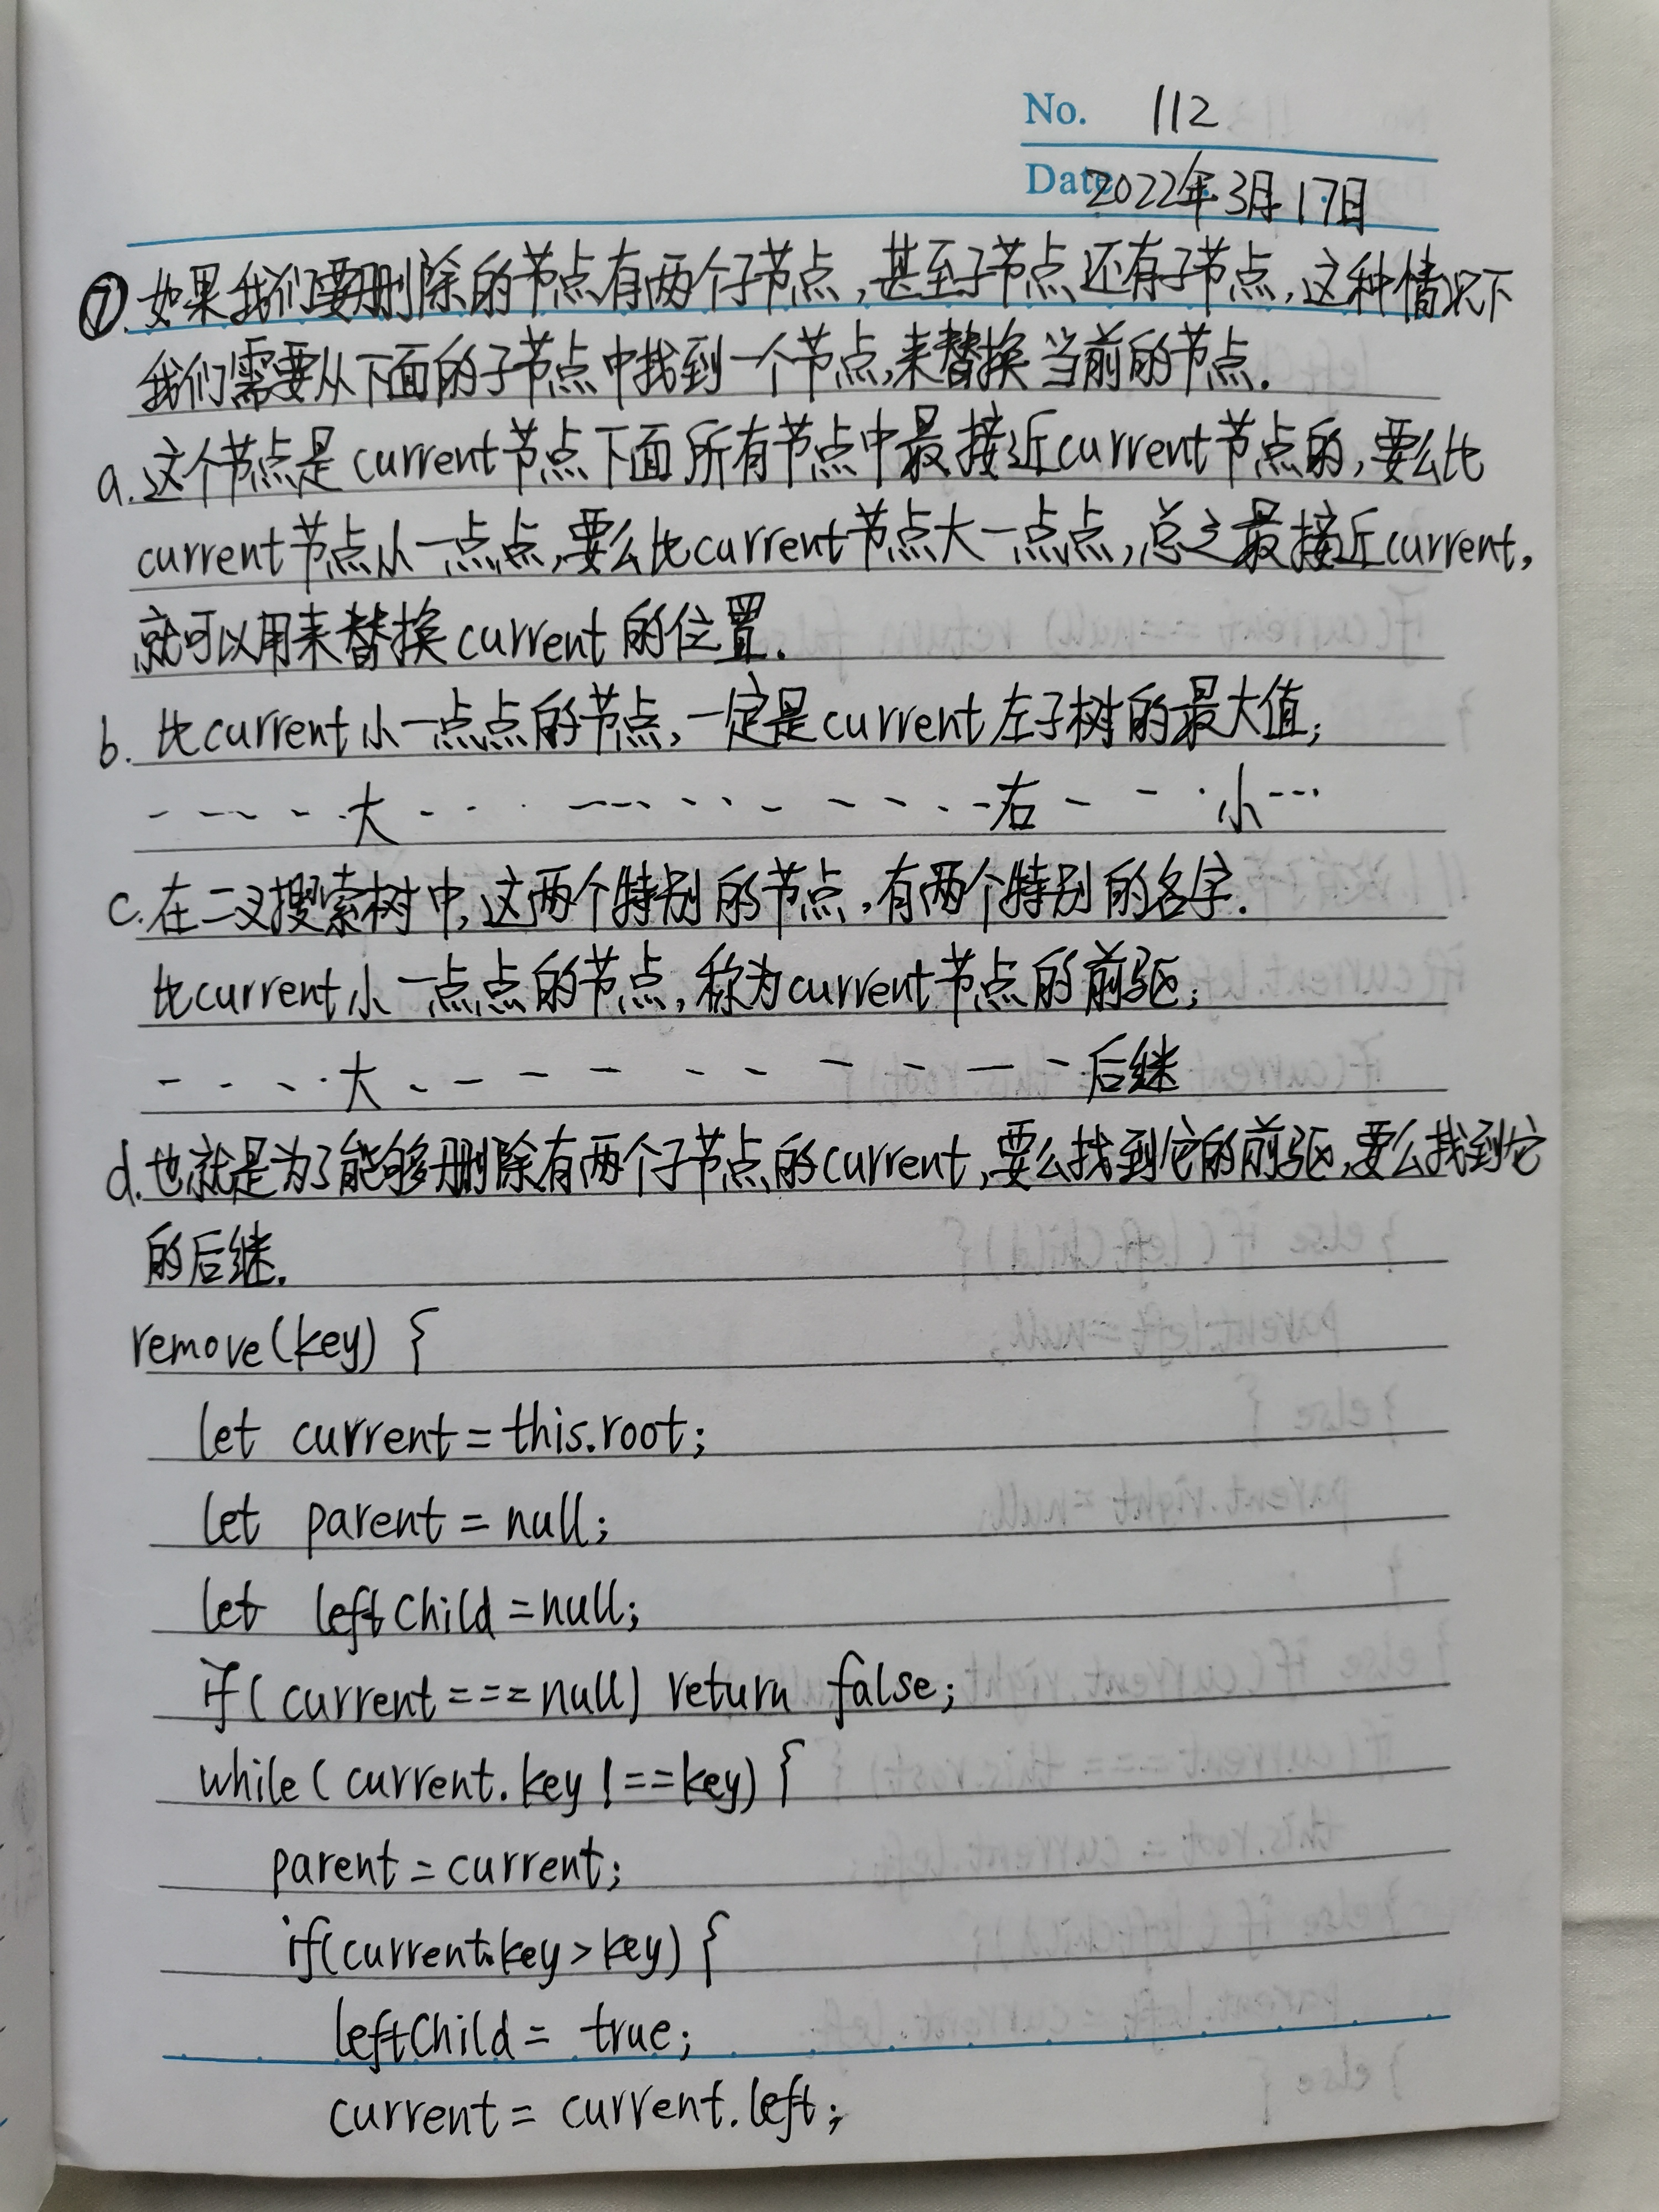 No. 112
Date 2022年3月17日
⑦.如果我们要删除的节点有两个子节点,甚至子节点还有子节点,这种情况下
我们需要从下面的子节点中找到一个节点,来替换当前的节点.
a.这个节点是current节点下面所有节点中最接近current节点的,要么比
current节点小一点点,要么比current节点大一点点,总之最接近current,
就可以用来替换current的位置.
b. 比current小一点点的节点,一定是current左子树的最大值;
大 右 小
c.在二叉搜索树中,这两个特别的节点,有两个特别的名字.
比current小一点点的节点,称为current节点的前驱;
大 后继
d.也就是为了能够删除有两个子节点的current,要么找到它的前驱,要么找到它
的后继.
remove(key) {
let current=this.root;
let parent = null;
let leftChild =null;
if(current===null) return false;
while(current.key!==key){
parent=current;
if(current.key>key) {
leftChild= true;
current= current.left;